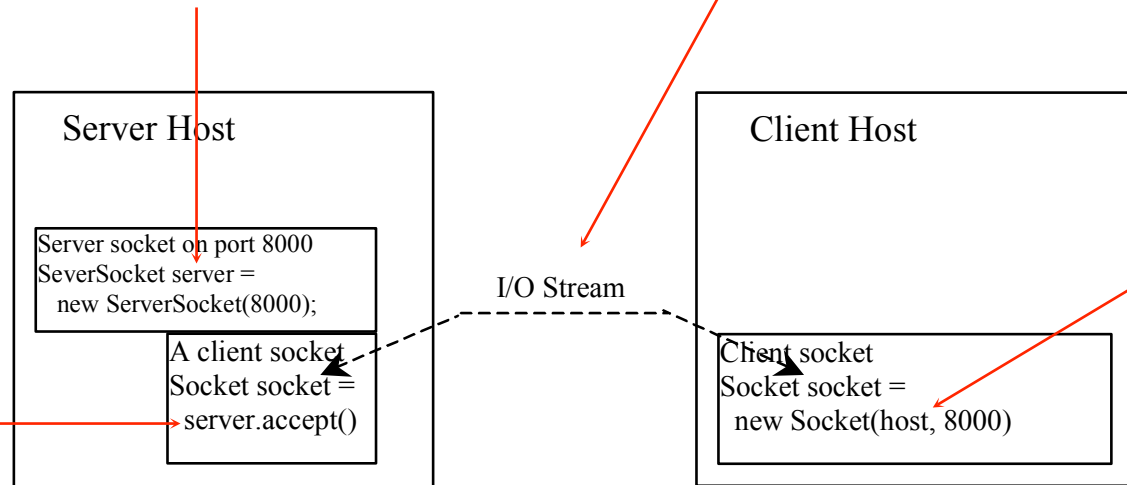 Server Host
Server socket on port 8000
SeverSocket server =
new ServerSocket(8000);
A client socket
Socket socket =
server.accept()
I/O Stream
Client Host
Client socket
Socket socket =
new Socket(host, 8000)